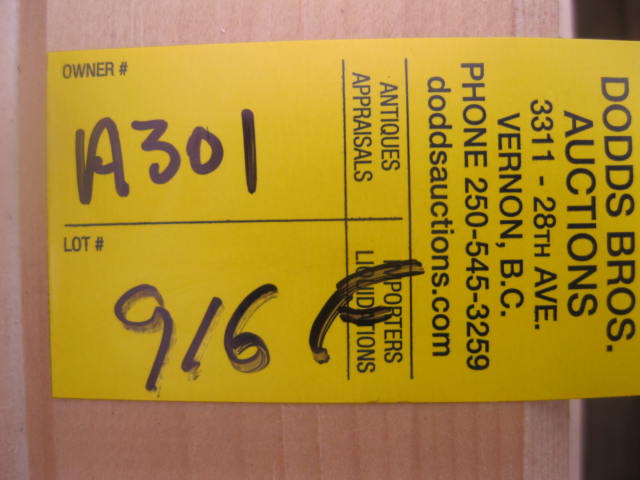 DODDS BROS.
AUCTIONS
3311 - 28TH AVE.
VERNON, B.C.
PHONE 250-545-3259
doddsauctions.com
ANTIQUES
APPRAISALS
IMPORTERS
LIQUIDATIONS
OWNER #
A301
LOT #
916